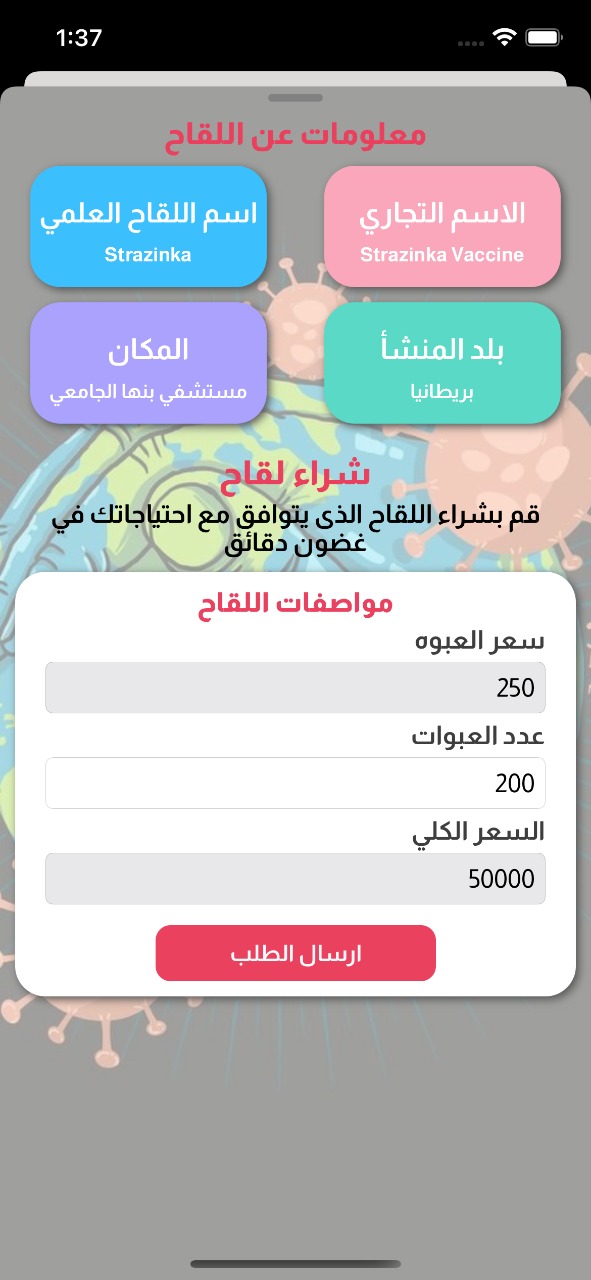 1:37
معلومات عن اللقاح
الاسم التجاري
Strazinka Vaccine
اسم اللقاح العلمي
Strazinka
بلد المنشأ
بريطانيا
المكان
مستشفي بنها الجامعي
شراء لقاح
قم بشراء اللقاح الذى يتوافق مع احتياجاتك في
غضون دقائق
مواصفات اللقاح
سعر العبوه
250
عدد العبوات
200
السعر الكلي
50000
ارسال الطلب